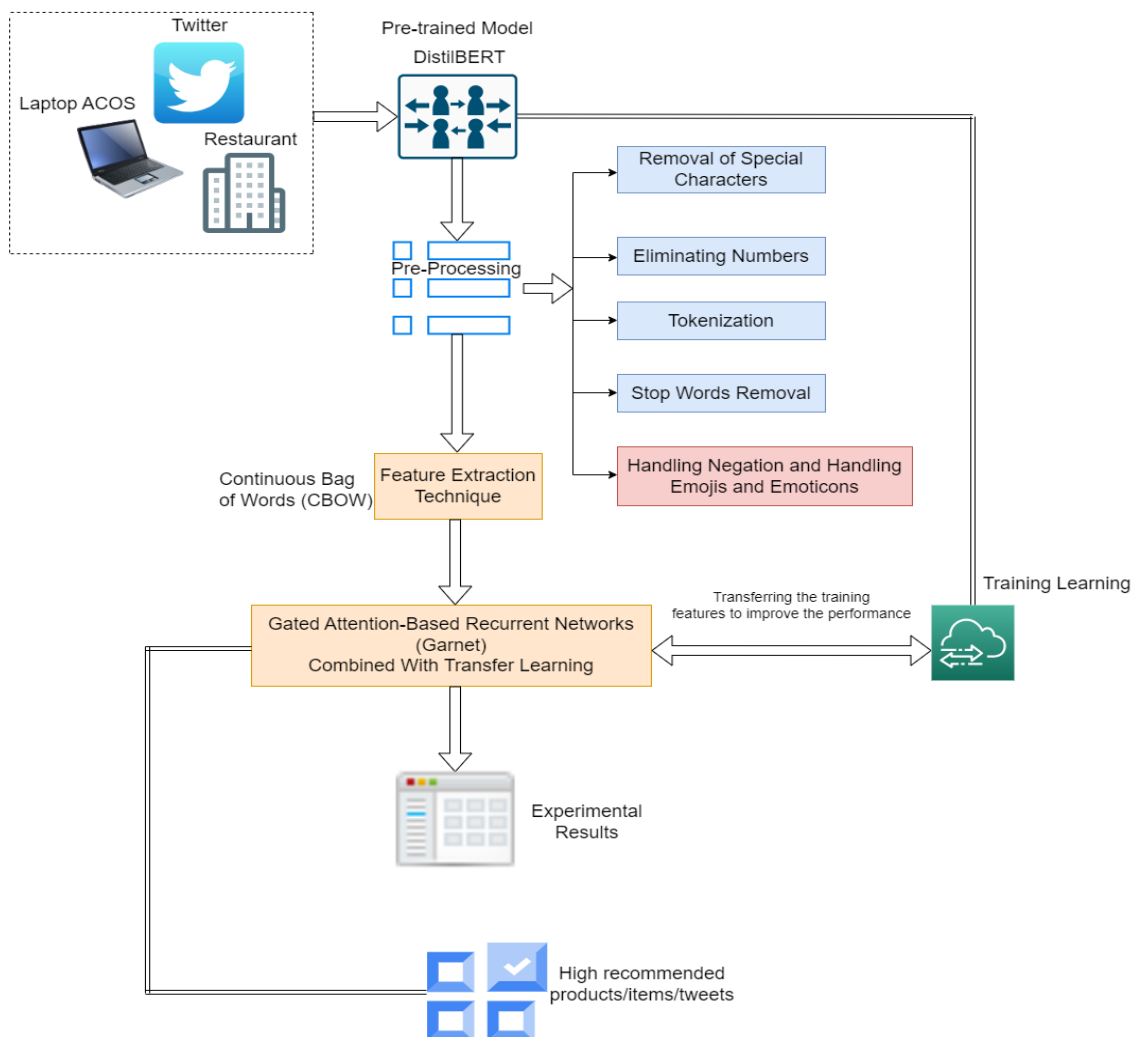 Twitter
Laptop ACOS
Restaurant
Pre-trained Model
DistilBERT
Pre-Processing
Removal of Special
Characters
Eliminating Numbers
Tokenization
Stop Words Removal
Handling Negation and Handling
Emojis and Emoticons
Continuous Bag
of Words (CBOW)
Feature Extraction
Technique
Gated Attention-Based Recurrent Networks
(Garnet)
Combined With Transfer Learning
Transferring the training
features to improve the performance
Training Learning
Experimental
Results
High recommended
products/items/tweets